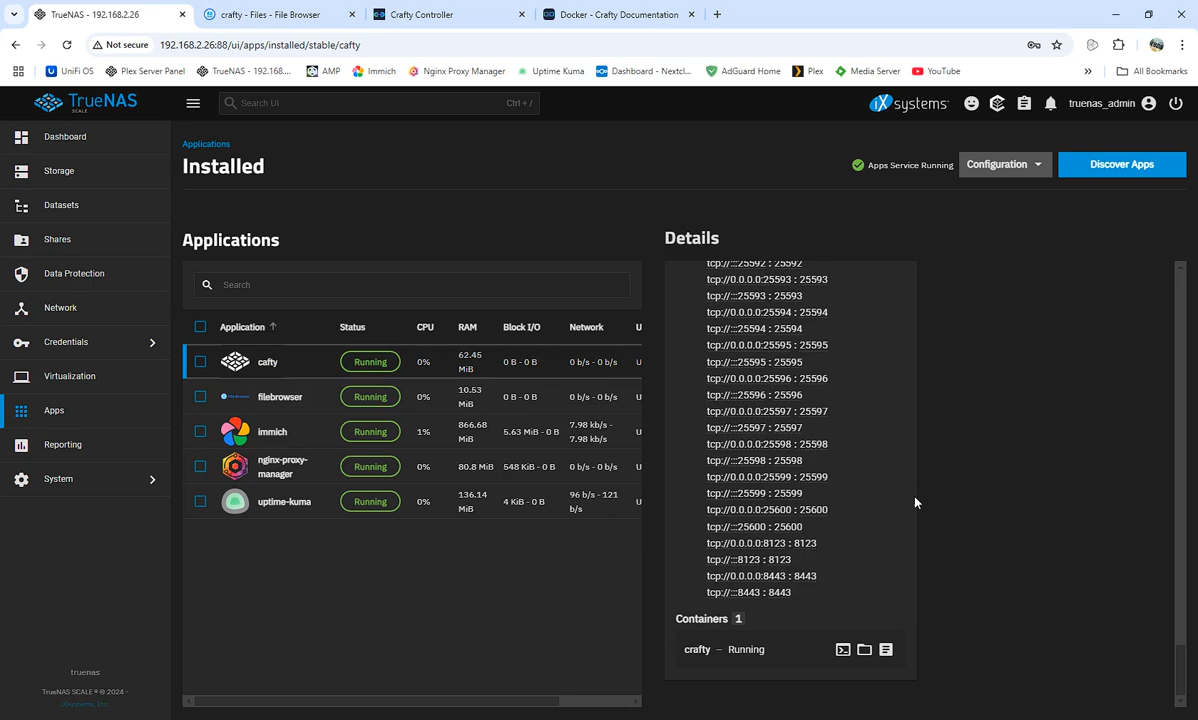 TrueNAS - 192.168.2.26
crafty - Files - File Browser
Crafty Controller
Docker - Crafty Documentation
Not secure
192.168.2.26:88/ui/apps/installed/stable/cafty
UniFi OS
Plex Server Panel
TrueNAS - 192.168....
AMP
Immich
Nginx Proxy Manager
Uptime Kuma
Dashboard - Nextcl...
AdGuard Home
Plex
Media Server
YouTube
All Bookmarks
TrueNAS
SCALE
Search UI
Ctrl + /
iXsystems
truenas_admin
Dashboard
Storage
Datasets
Shares
Data Protection
Network
Credentials
Virtualization
Apps
Reporting
System
truenas
TrueNAS SCALE ® © 2024 -
iXsystems, Inc.
Applications
Installed
Apps Service Running
Configuration
Discover Apps
Applications
Search
Application
Status
CPU
RAM
Block I/O
Network
U
cafty
Running
0%
62.45
MiB
0 B - 0 B
0 b/s - 0 b/s
U
filebrowser
Running
0%
10.53
MiB
0 B - 0 B
0 b/s - 0 b/s
U
immich
Running
1%
866.68
MiB
5.63 MiB - 0 B
7.98 kb/s -
7.98 kb/s
U
nginx-proxy-
manager
Running
0%
80.8 MiB
548 KiB - 0 B
0 b/s - 0 b/s
U
uptime-kuma
Running
0%
136.14
MiB
4 KiB - 0 B
96 b/s - 121
b/s
U
Details
tcp://:::25592 : 25592
tcp://0.0.0.0:25593 : 25593
tcp://:::25593 : 25593
tcp://0.0.0.0:25594 : 25594
tcp://:::25594 : 25594
tcp://0.0.0.0:25595 : 25595
tcp://:::25595 : 25595
tcp://0.0.0.0:25596 : 25596
tcp://:::25596 : 25596
tcp://0.0.0.0:25597 : 25597
tcp://:::25597 : 25597
tcp://0.0.0.0:25598 : 25598
tcp://:::25598 : 25598
tcp://0.0.0.0:25599 : 25599
tcp://:::25599 : 25599
tcp://0.0.0.0:25600 : 25600
tcp://:::25600 : 25600
tcp://0.0.0.0:8123 : 8123
tcp://:::8123 : 8123
tcp://0.0.0.0:8443 : 8443
tcp://:::8443 : 8443
Containers 1
crafty – Running